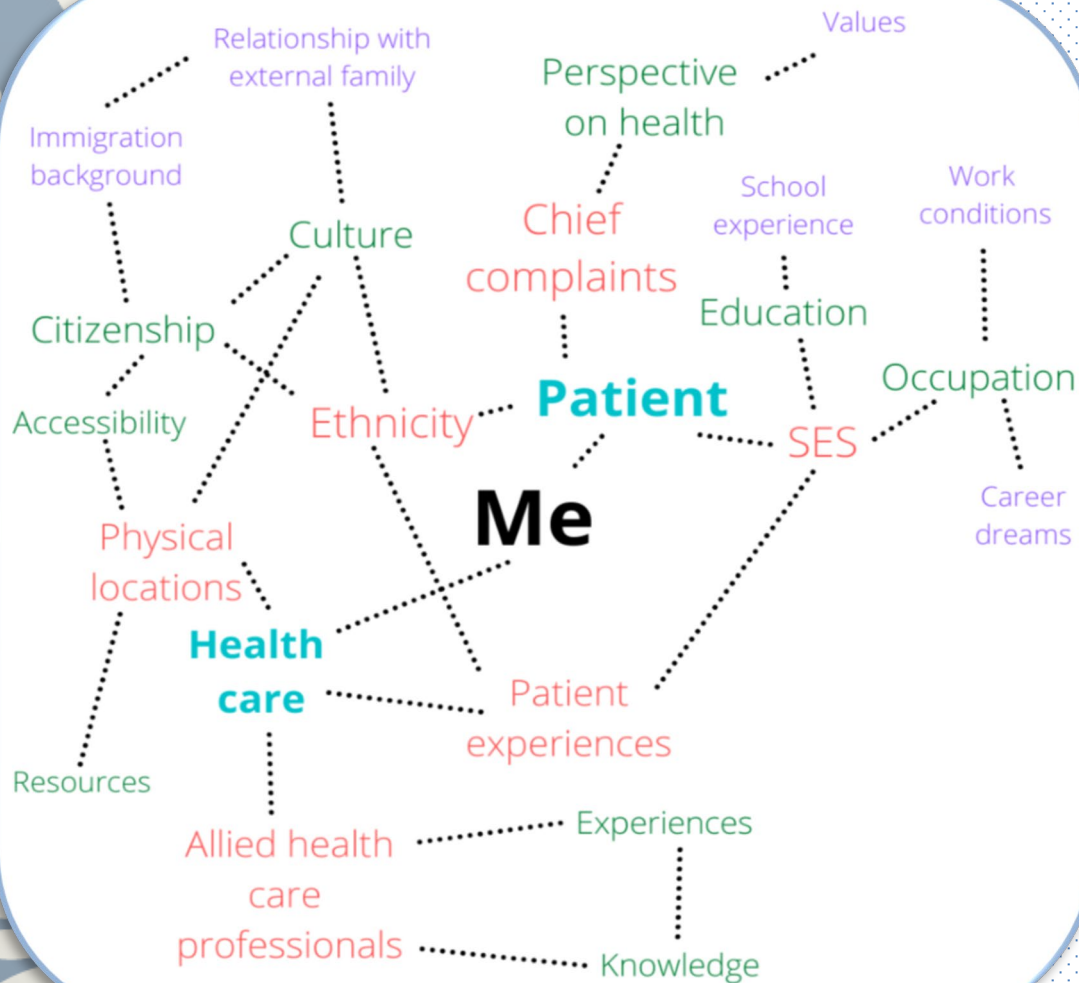 Values
Relationship with
external family
Perspective
on health
Immigration
background
School
experience
Work
conditions
Chief
complaints
Culture
Education
Citizenship
Occupation
Patient
Accessibility
Ethnicity
SES
Me
Career
dreams
Physical
locations
Health
care
Patient
experiences
Resources
Experiences
Allied health
care
professionals
Knowledge